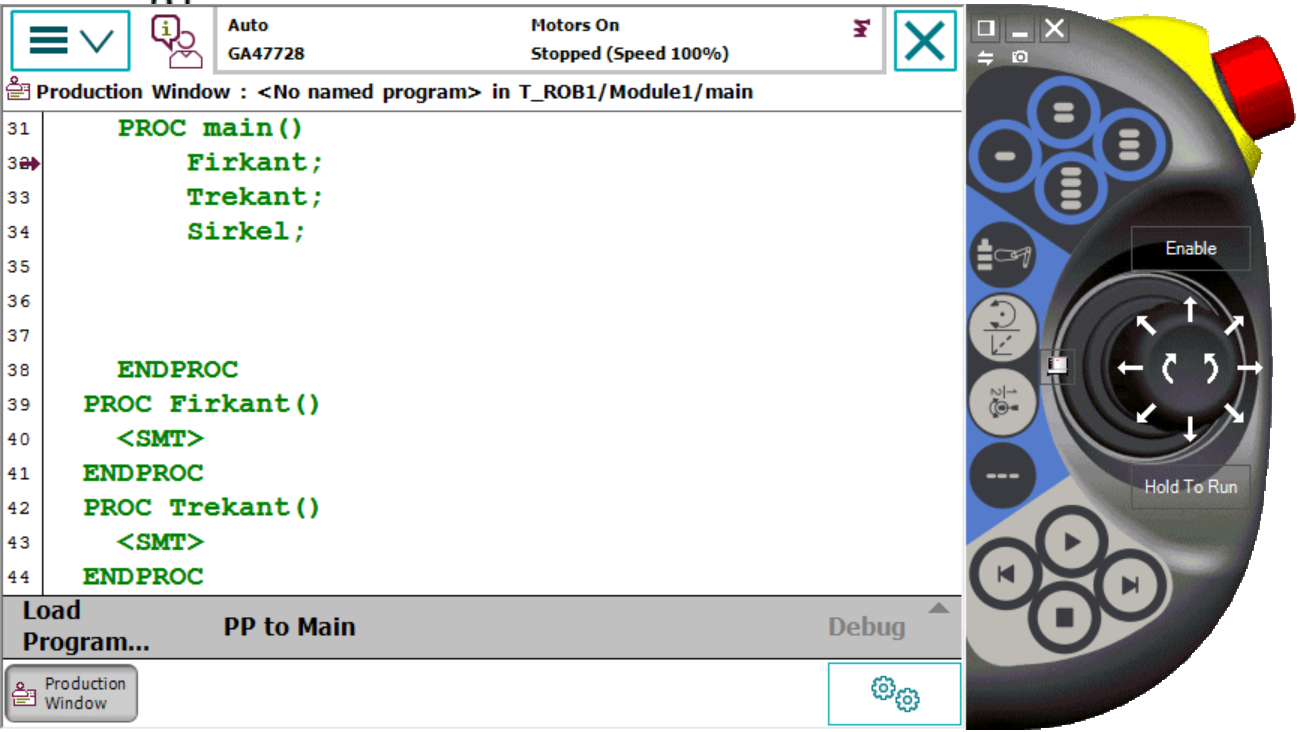 Auto
Motors On
GA47728
Stopped (Speed 100%)
Production Window : <No named program> in T_ROB1/Module1/main
31 PROC main()
Firkant;
33 Trekant;
34 Sirkel;
35
36
37
38 ENDPROC
39 PROC Firkant()
40 <SMT>
41 ENDPROC
42 PROC Trekant()
43 <SMT>
44 ENDPROC
Load
Program...
PP to Main
Debug
Production
Window
Enable
Hold To Run